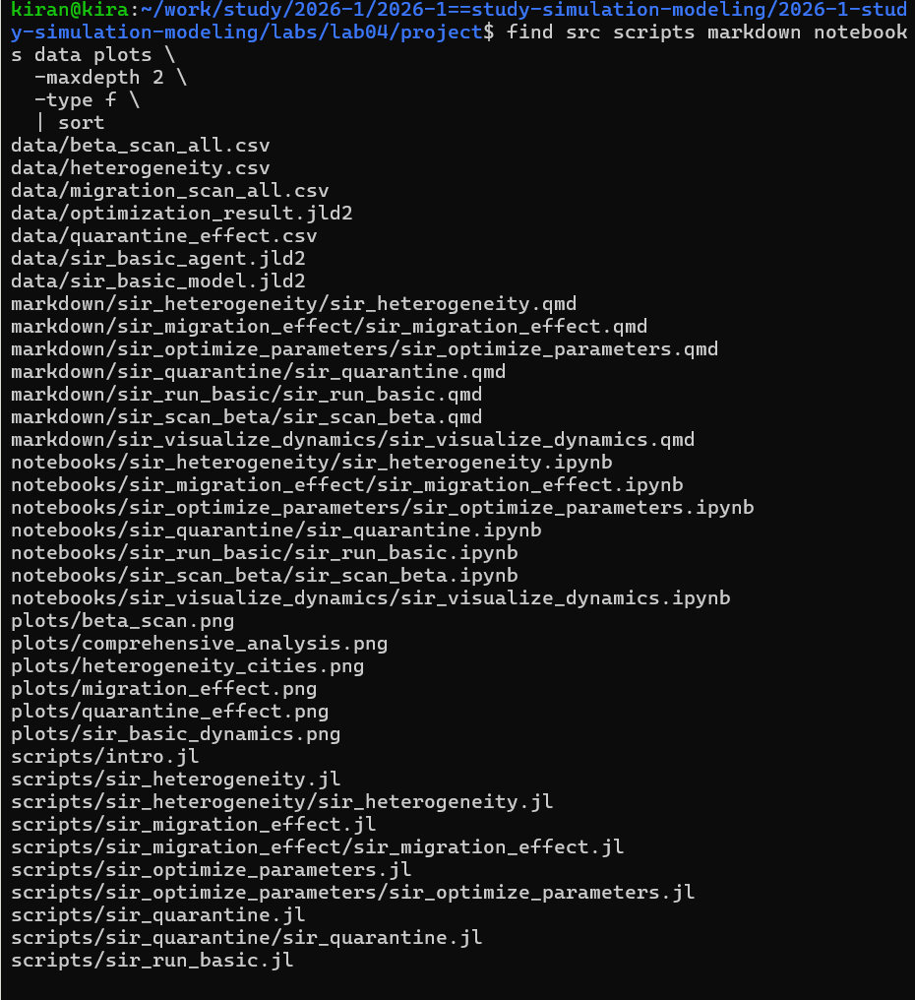 kiran@kira:~/work/study/2026-1/2026-1==study-simulation-modeling/2026-1-stud
y-simulation-modeling/labs/lab04/project$ find src scripts markdown notebook
s data plots \
  -maxdepth 2 \
  -type f \
  | sort
data/beta_scan_all.csv
data/heterogeneity.csv
data/migration_scan_all.csv
data/optimization_result.jld2
data/quarantine_effect.csv
data/sir_basic_agent.jld2
data/sir_basic_model.jld2
markdown/sir_heterogeneity/sir_heterogeneity.qmd
markdown/sir_migration_effect/sir_migration_effect.qmd
markdown/sir_optimize_parameters/sir_optimize_parameters.qmd
markdown/sir_quarantine/sir_quarantine.qmd
markdown/sir_run_basic/sir_run_basic.qmd
markdown/sir_scan_beta/sir_scan_beta.qmd
markdown/sir_visualize_dynamics/sir_visualize_dynamics.qmd
notebooks/sir_heterogeneity/sir_heterogeneity.ipynb
notebooks/sir_migration_effect/sir_migration_effect.ipynb
notebooks/sir_optimize_parameters/sir_optimize_parameters.ipynb
notebooks/sir_quarantine/sir_quarantine.ipynb
notebooks/sir_run_basic/sir_run_basic.ipynb
notebooks/sir_scan_beta/sir_scan_beta.ipynb
notebooks/sir_visualize_dynamics/sir_visualize_dynamics.ipynb
plots/beta_scan.png
plots/comprehensive_analysis.png
plots/heterogeneity_cities.png
plots/migration_effect.png
plots/quarantine_effect.png
plots/sir_basic_dynamics.png
scripts/intro.jl
scripts/sir_heterogeneity.jl
scripts/sir_heterogeneity/sir_heterogeneity.jl
scripts/sir_migration_effect.jl
scripts/sir_migration_effect/sir_migration_effect.jl
scripts/sir_optimize_parameters.jl
scripts/sir_optimize_parameters/sir_optimize_parameters.jl
scripts/sir_quarantine.jl
scripts/sir_quarantine/sir_quarantine.jl
scripts/sir_run_basic.jl